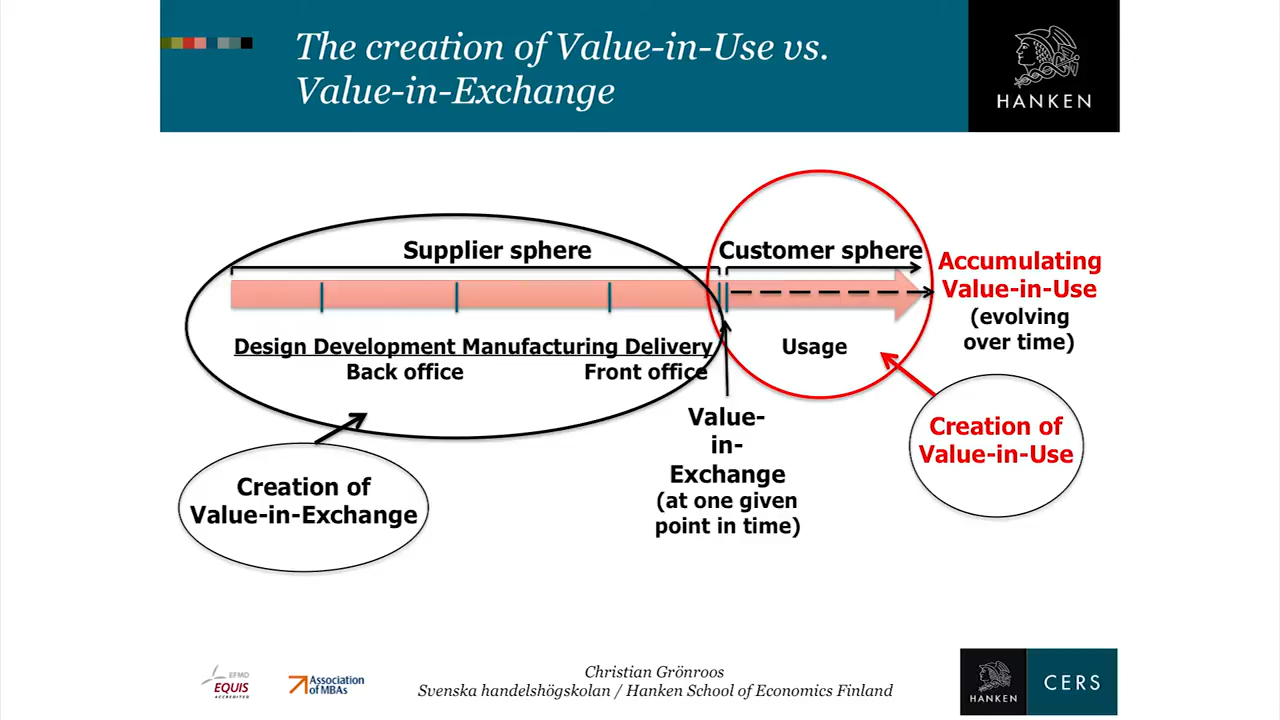 The creation of Value-in-Use vs.
Value-in-Exchange
HANKEN
Supplier sphere
Customer sphere
Accumulating
Value-in-Use
(evolving
over time)
Design Development Manufacturing Delivery
Back office
Front office
Usage
Value-
in-
Exchange
(at one given
point in time)
Creation of
Value-in-Use
Creation of
Value-in-Exchange
EFMD
EQUIS
ACCREDITED
Association
of MBAs
Christian Grönroos
Svenska handelshögskolan / Hanken School of Economics Finland
HANKEN
CERS